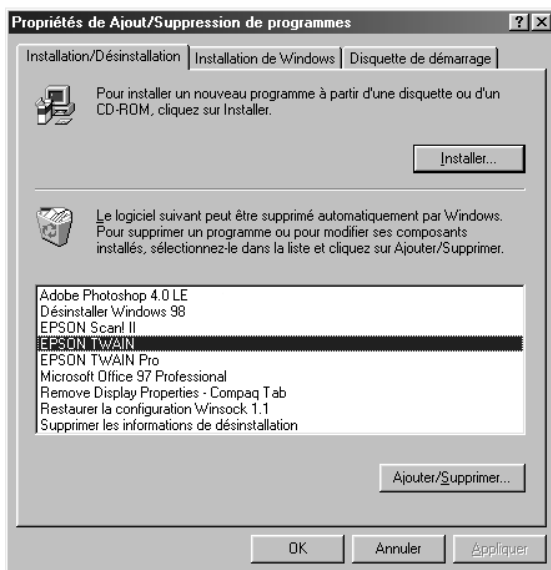 Propriétés de Ajout/Suppression de programmes
Installation/Désinstallation Installation de Windows Disquette de démarrage
Pour installer un nouveau programme à partir d'une disquette ou d'un
CD-ROM, cliquez sur Installer.
Installer...
Le logiciel suivant peut être supprimé automatiquement par Windows.
Pour supprimer un programme ou pour modifier ses composants
installés, sélectionnez-le dans la liste et cliquez sur Ajouter/Supprimer.
Adobe Photoshop 4.0 LE
Désinstaller Windows 98
EPSON Scan! II
EPSON TWAIN
EPSON TWAIN Pro
Microsoft Office 97 Professional
Remove Display Properties - Compaq Tab
Restaurer la configuration Winsock 1.1
Supprimer les informations de désinstallation
Ajouter/Supprimer...
OK Annuler Appliquer